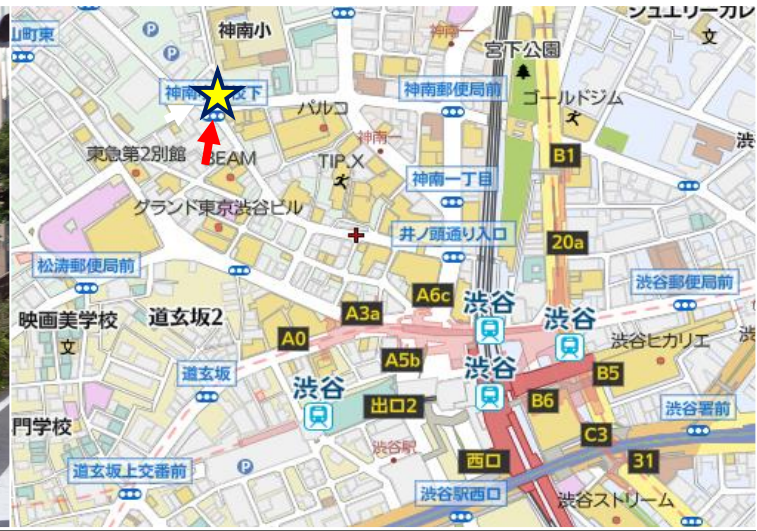 山町東
神南小
P
P
神南一
宮下公園
シュエリーカレ
文
神南
坂下
パルコ
神南郵便局前
ゴールドジム
東急第2別館
BEAM
TIP.X
神南一
B1
渋
神南一丁目
グランド東京渋谷ビル
井ノ頭通り入口
20a
松涛郵便局前
渋谷郵便局前
映画美学校
文
道玄坂2
A0
A3a
A6c
渋谷
渋谷
渋谷ヒカリエ
渋
道玄坂
渋谷
A5b
渋谷
B5
出口2
B6
渋谷署前
門学校
渋谷駅
C3
道玄坂上交番前
P
西口
31
渋谷駅西口
渋谷ストリーム